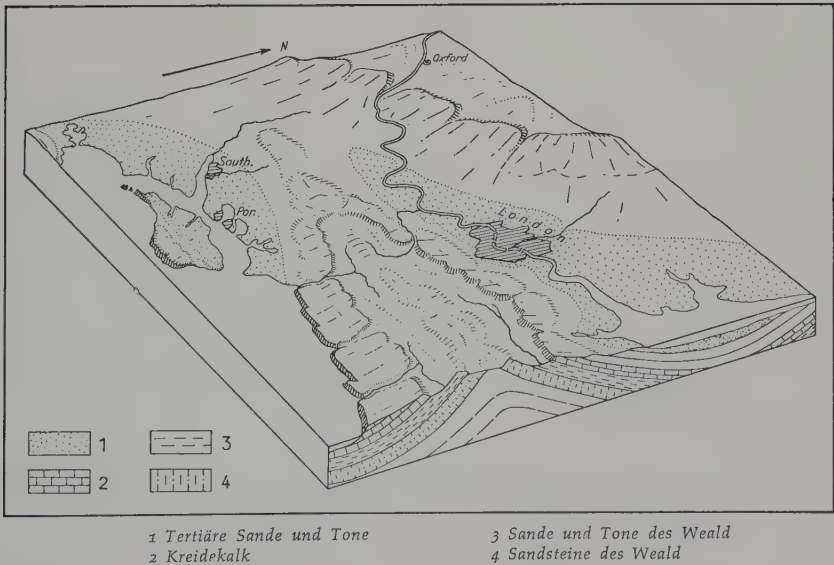 N
Oxford
South.
Por.
London
1
2
3
4
1 Tertiäre Sande und Tone
2 Kreidekalk
3 Sande und Tone des Weald
4 Sandsteine des Weald